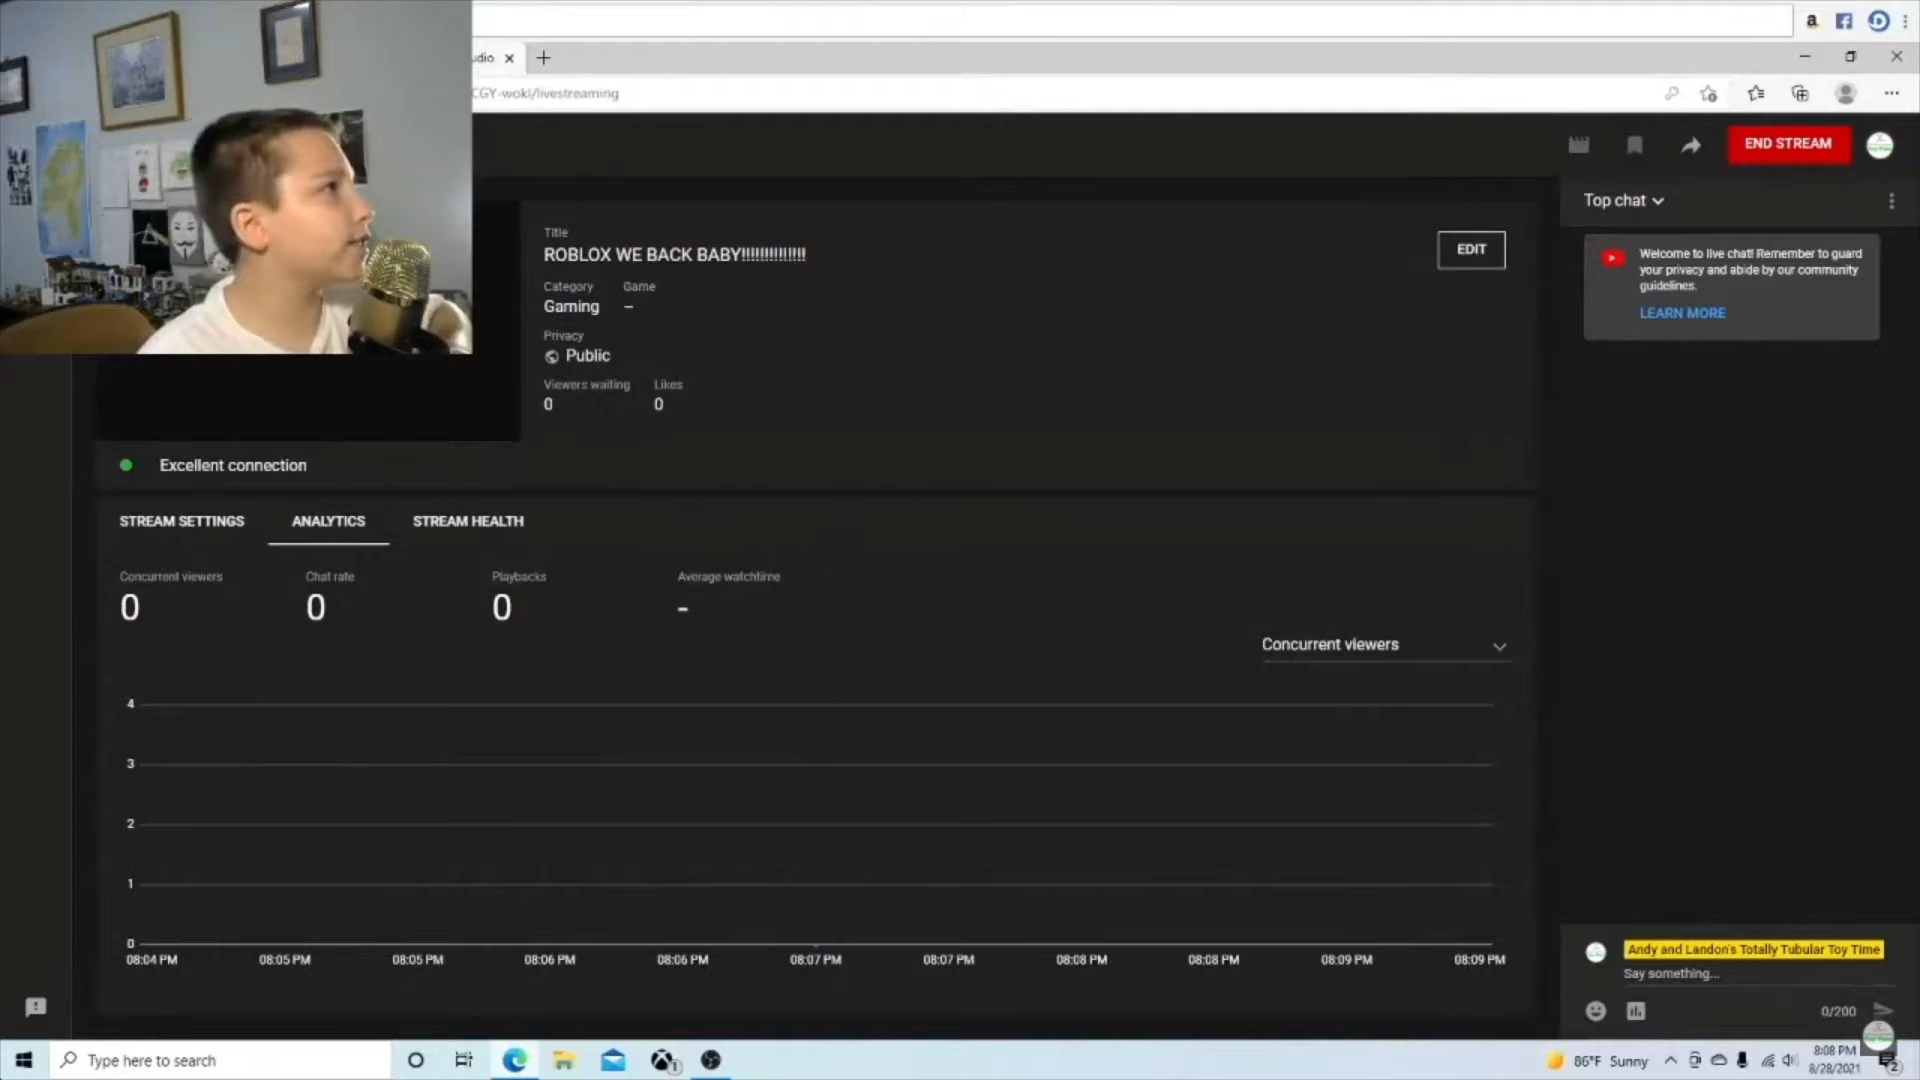 udio
CGY-wokI/livestreaming
END STREAM
Top chat
Welcome to live chat! Remember to guard
your privacy and abide by our community
guidelines.
LEARN MORE
Title
ROBLOX WE BACK BABY!!!!!!!!!!!!!!
EDIT
Category Game
Gaming –
Privacy
Public
Viewers waiting Likes
0 0
Excellent connection
STREAM SETTINGS ANALYTICS STREAM HEALTH
Concurrent viewers Chat rate Playbacks Average watchtime
0 0 0 -
Concurrent viewers
4
3
2
1
0
08:04 PM 08:05 PM 08:05 PM 08:06 PM 08:06 PM 08:07 PM 08:07 PM 08:08 PM 08:08 PM 08:09 PM 08:09 PM
Andy and Landon's Totally Tubular Toy Time
Say something...
0/200
Type here to search
86°F Sunny
8:08 PM
8/28/2021